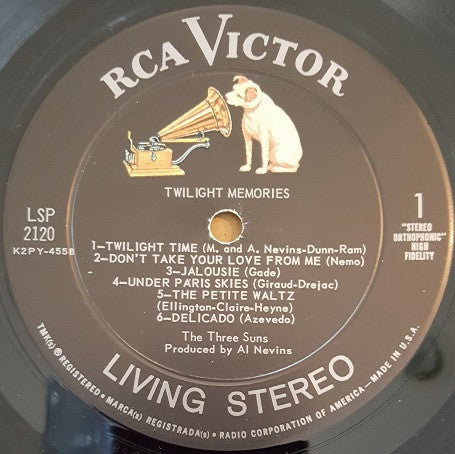 RCA VICTOR
TWILIGHT MEMORIES
LSP
2120
K2PY-4558
1
"STEREO
ORTHOPHONIC"
HIGH
FIDELITY
1—TWILIGHT TIME (M. and A. Nevins-Dunn-Ram)
2—DON'T TAKE YOUR LOVE FROM ME (Nemo)
3—JALOUSIE (Gade)
4—UNDER PARIS SKIES (Giraud-Drejac)
5—THE PETITE WALTZ
(Ellington-Claire-Heyne)
6—DELICADO (Azevedo)
The Three Suns
Produced by Al Nevins
LIVING STEREO
TMK(s) ® REGISTERED • MARCA(s) REGISTRADA(s) • RADIO CORPORATION OF AMERICA—MADE IN U.S.A.